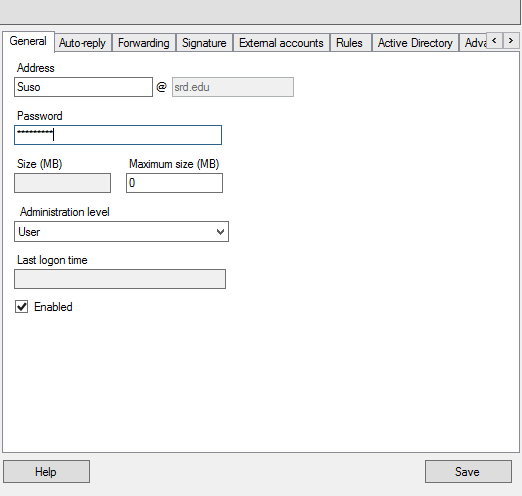 General Auto-reply Forwarding Signature External accounts Rules Active Directory < >
Address
Suso @ srd.edu
Password
*********
Size (MB) Maximum size (MB)
0
Administration level
User
Last logon time
Enabled
Help Save